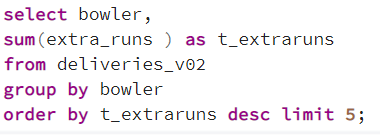 select bowler,
sum(extra_runs ) as t_extraruns
from deliveries_v02
group by bowler
order by t_extraruns desc limit 5;